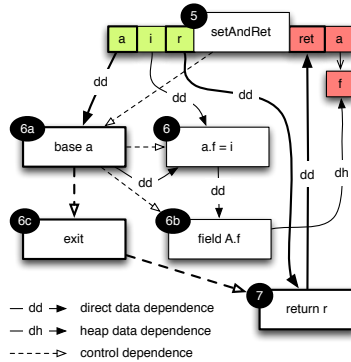 5
a i r setAndRet ret a
f
dd dd dd
6a 6
base a a.f = i
dd dd dd dh
6c 6b
exit field A.f
7
return r
dd direct data dependence
dh heap data dependence
control dependence